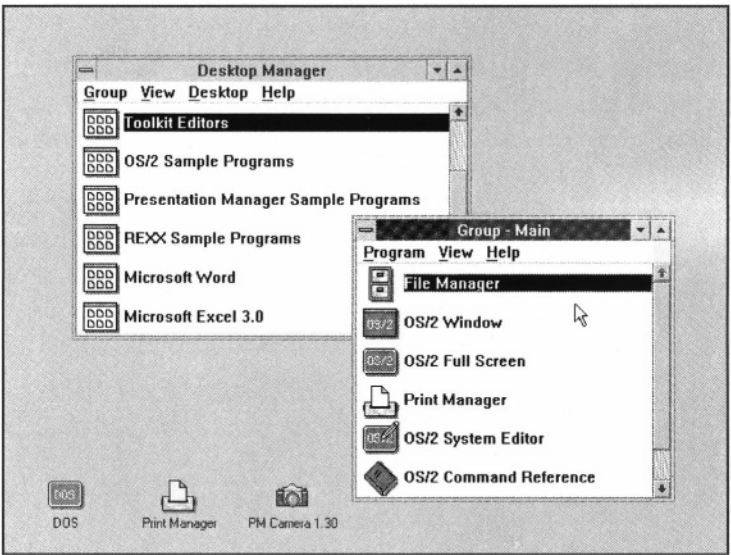 Desktop Manager
Group View Desktop Help
Toolkit Editors
OS/2 Sample Programs
Presentation Manager Sample Programs
REXX Sample Programs
Microsoft Word
Microsoft Excel 3.0
Group - Main
Program View Help
File Manager
OS/2 OS/2 Window
OS/2 OS/2 Full Screen
Print Manager
OS/2 OS/2 System Editor
OS/2 Command Reference
DOS
DOS
Print Manager
PM Camera 1.30